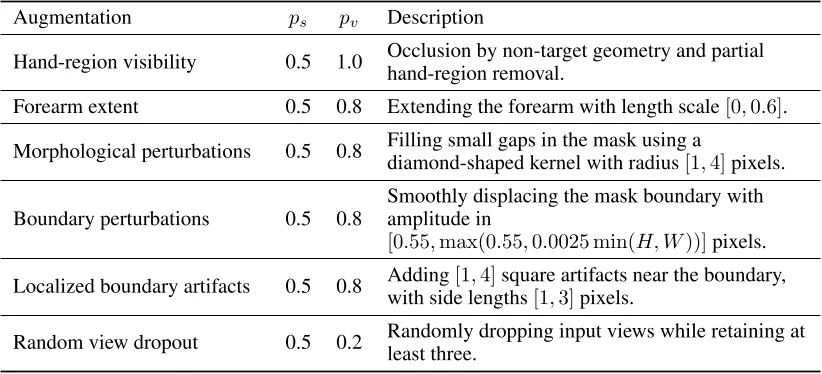 Augmentation p_s p_v Description
Hand-region visibility 0.5 1.0 Occlusion by non-target geometry and partial
hand-region removal.
Forearm extent 0.5 0.8 Extending the forearm with length scale [0, 0.6].
Morphological perturbations 0.5 0.8 Filling small gaps in the mask using a
diamond-shaped kernel with radius [1, 4] pixels.
Boundary perturbations 0.5 0.8 Smoothly displacing the mask boundary with
amplitude in
[0.55, max(0.55, 0.0025 min(H, W))] pixels.
Localized boundary artifacts 0.5 0.8 Adding [1, 4] square artifacts near the boundary,
with side lengths [1, 3] pixels.
Random view dropout 0.5 0.2 Randomly dropping input views while retaining at
least three.